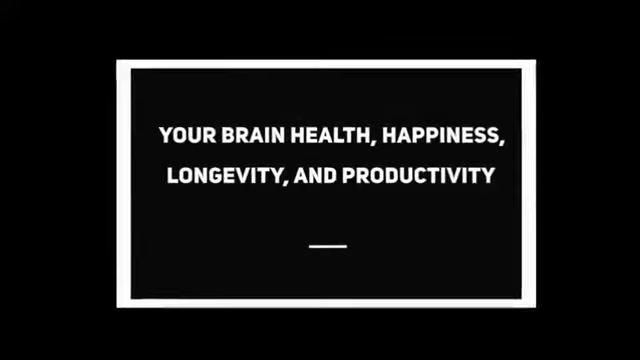 YOUR BRAIN HEALTH, HAPPINESS,
LONGEVITY, AND PRODUCTIVITY